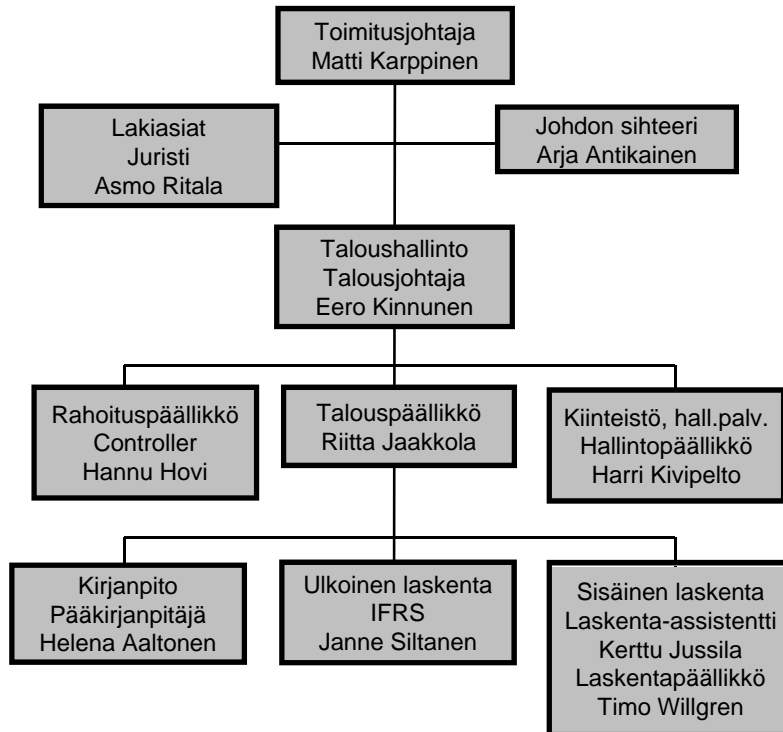 Toimitusjohtaja
Matti Karppinen
Lakiasiat
Juristi
Asmo Ritala
Johdon sihteeri
Arja Antikainen
Taloushallinto
Talousjohtaja
Eero Kinnunen
Rahoituspäällikkö
Controller
Hannu Hovi
Talouspäällikkö
Riitta Jaakkola
Kiinteistö, hall.palv.
Hallintopäällikkö
Harri Kivipelto
Kirjanpito
Pääkirjanpitäjä
Helena Aaltonen
Ulkoinen laskenta
IFRS
Janne Siltanen
Sisäinen laskenta
Laskenta-assistentti
Kerttu Jussila
Laskentapäällikkö
Timo Willgren